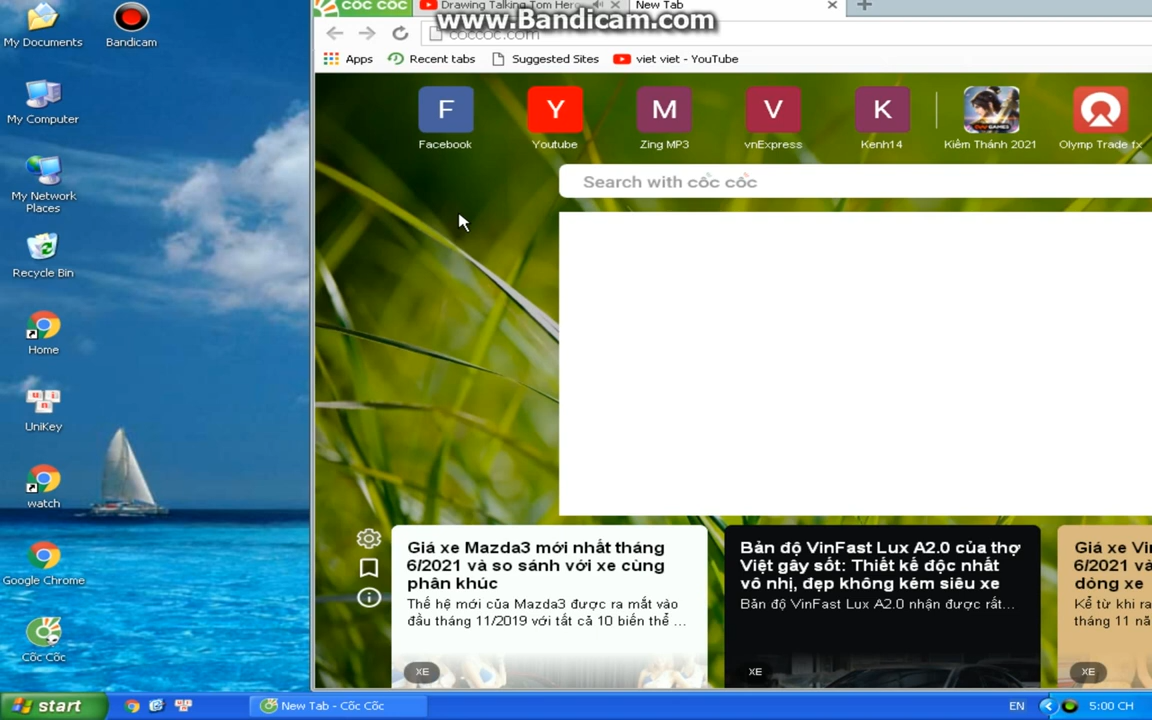 My Documents
Bandicam
My Computer
My Network
Places
Recycle Bin
Home
UniKey
watch
Google Chrome
Cốc Cốc
CỐC CỐC
Drawing Talking Tom Hero
New Tab
www.Bandicam.com
coccoc.com
Apps
Recent tabs
Suggested Sites
viet viet - YouTube
F
Facebook
Y
Youtube
M
Zing MP3
V
vnExpress
K
Kenh14
Kiếm Thánh 2021
Olymp Trade fx
Search with cốc cốc
Giá xe Mazda3 mới nhất tháng
6/2021 và so sánh với xe cùng
phân khúc
Thế hệ mới của Mazda3 được ra mắt vào
đầu tháng 11/2019 với tất cả 10 biến thể ...
XE
Bản độ VinFast Lux A2.0 của thợ
Việt gây sốt: Thiết kế độc nhất
vô nhị, đẹp không kém siêu xe
Bản độ VinFast Lux A2.0 nhận được rất...
XE
Giá xe Vin
6/2021 và
dòng xe
Kể từ khi ra
tháng 11 nă
XE
start
New Tab - Cốc Cốc
EN
5:00 CH